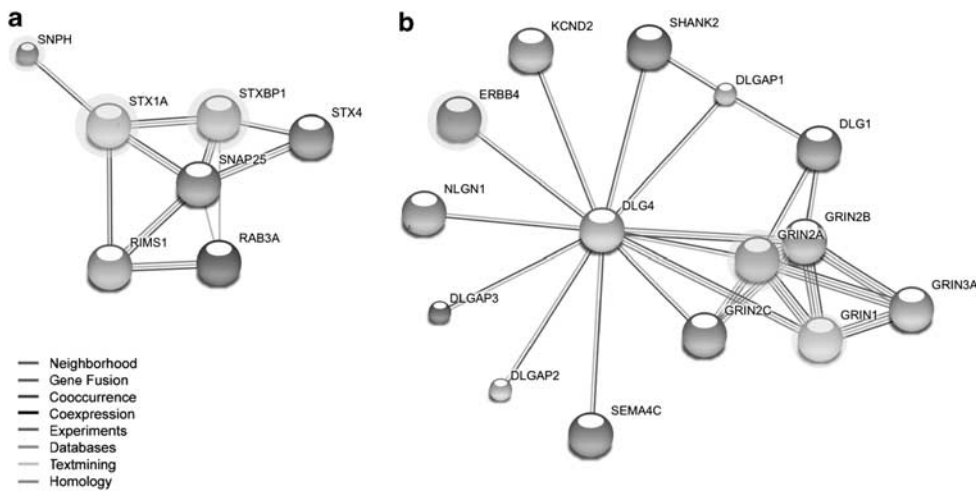 a
SNPH
STX1A
STXBP1
STX4
SNAP25
RIMS1
RAB3A
Neighborhood
Gene Fusion
Cooccurrence
Coexpression
Experiments
Databases
Textmining
Homology
b
KCND2
SHANK2
DLGAP1
ERBB4
DLG1
NLGN1
DLG4
GRIN2B
GRIN2A
GRIN3A
DLGAP3
GRIN2C
GRIN1
DLGAP2
SEMA4C